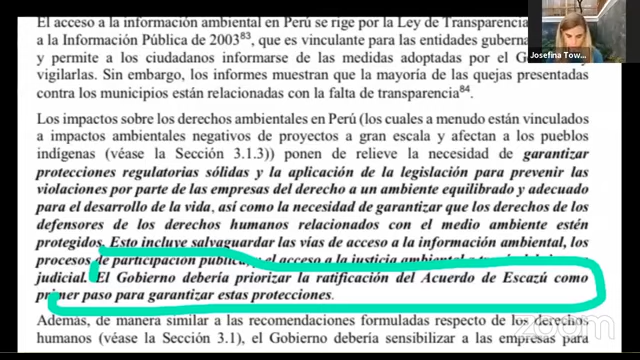 El acceso a la información ambiental en Perú se rige por la Ley de Transparencia
a la Información Pública de 2003⁸³, que es vinculante para las entidades
y permite a los ciudadanos informarse de las medidas adoptadas por el
vigilarlas. Sin embargo, los informes muestran que la mayoría de las quejas presentadas
contra los municipios están relacionadas con la falta de transparencia⁸⁴.
Los impactos sobre los derechos ambientales en Perú (los cuales a menudo están vinculados
a impactos ambientales negativos de proyectos a gran escala y afectan a los pueblos
indígenas (véase la Sección 3.1.3)) ponen de relieve la necesidad de garantizar
protecciones regulatorias sólidas y la aplicación de la legislación para prevenir las
violaciones por parte de las empresas del derecho a un ambiente equilibrado y adecuado
para el desarrollo de la vida, así como la necesidad de garantizar que los derechos de los
defensores de los derechos humanos relacionados con el medio ambiente estén
protegidos. Esto incluye salvaguardar las vías de acceso a la información ambiental, los
procesos de participación pública y el acceso a la justicia ambiental
judicial. El Gobierno debería priorizar la ratificación del Acuerdo de Escazú como
primer paso para garantizar estas protecciones.
Además, de manera similar a las recomendaciones formuladas respecto de los derechos
humanos (véase la Sección 3.1), el Gobierno debería sensibilizar a las empresas para
Josefina Tow...
zoom